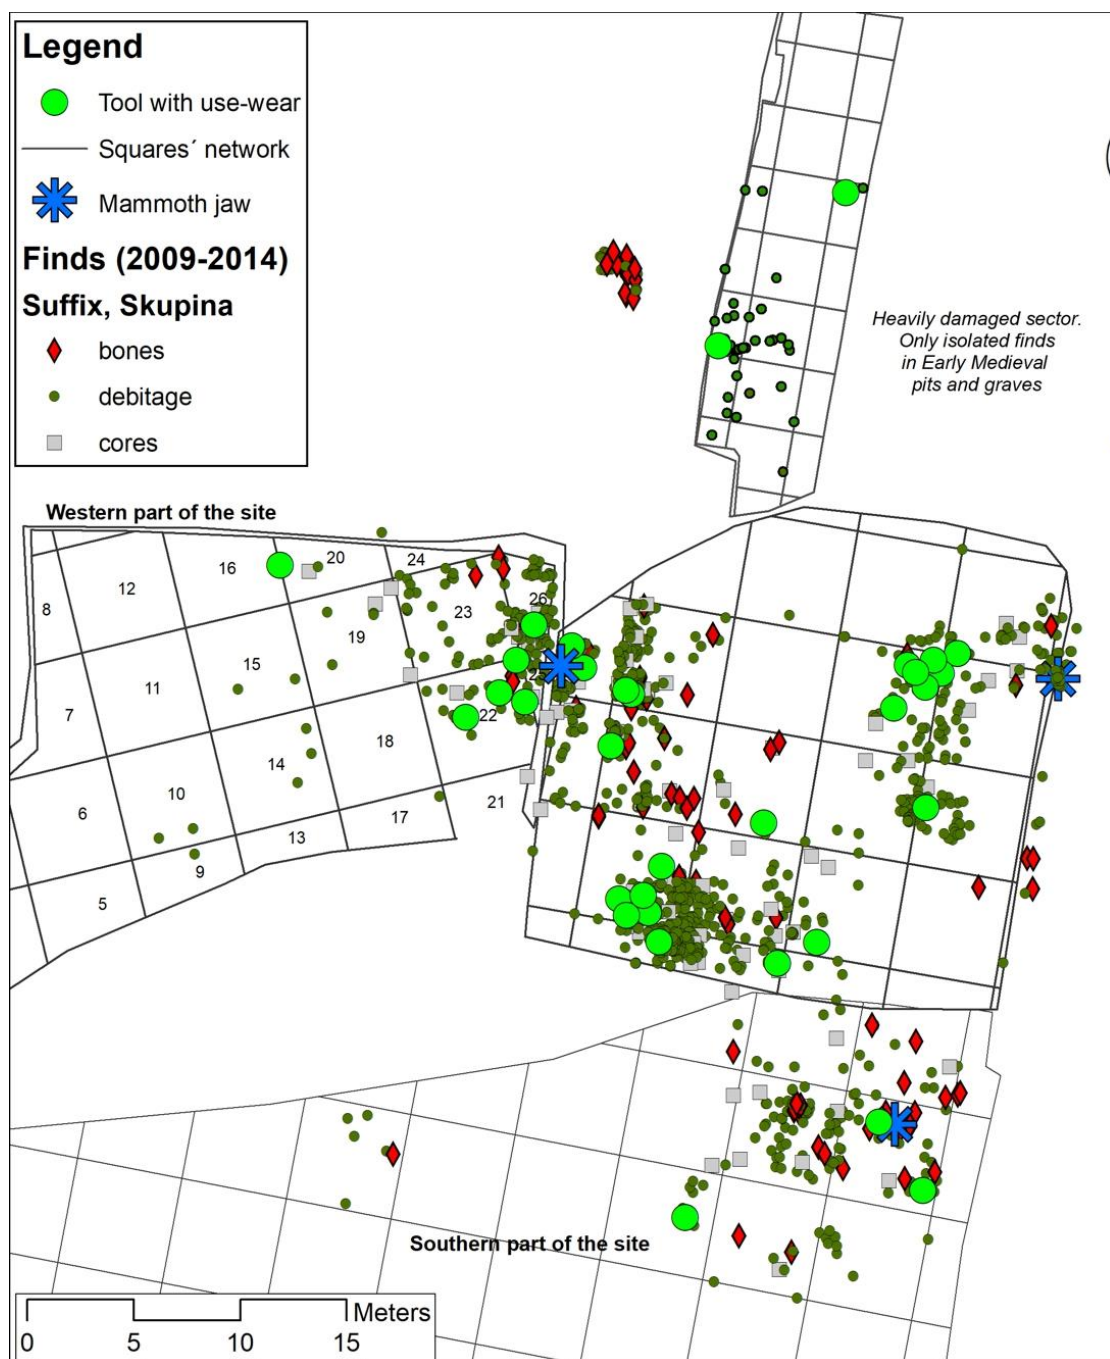 Legend
Tool with use-wear
Squares´ network
Mammoth jaw
Finds (2009-2014)
Suffix, Skupina
bones
debitage
cores
Heavily damaged sector.
Only isolated finds
in Early Medieval
pits and graves
Western part of the site
8
12
16
20
24
7
11
15
19
23
26
6
10
14
18
22
5
9
13
17
21
Southern part of the site
Meters
0 5 10 15